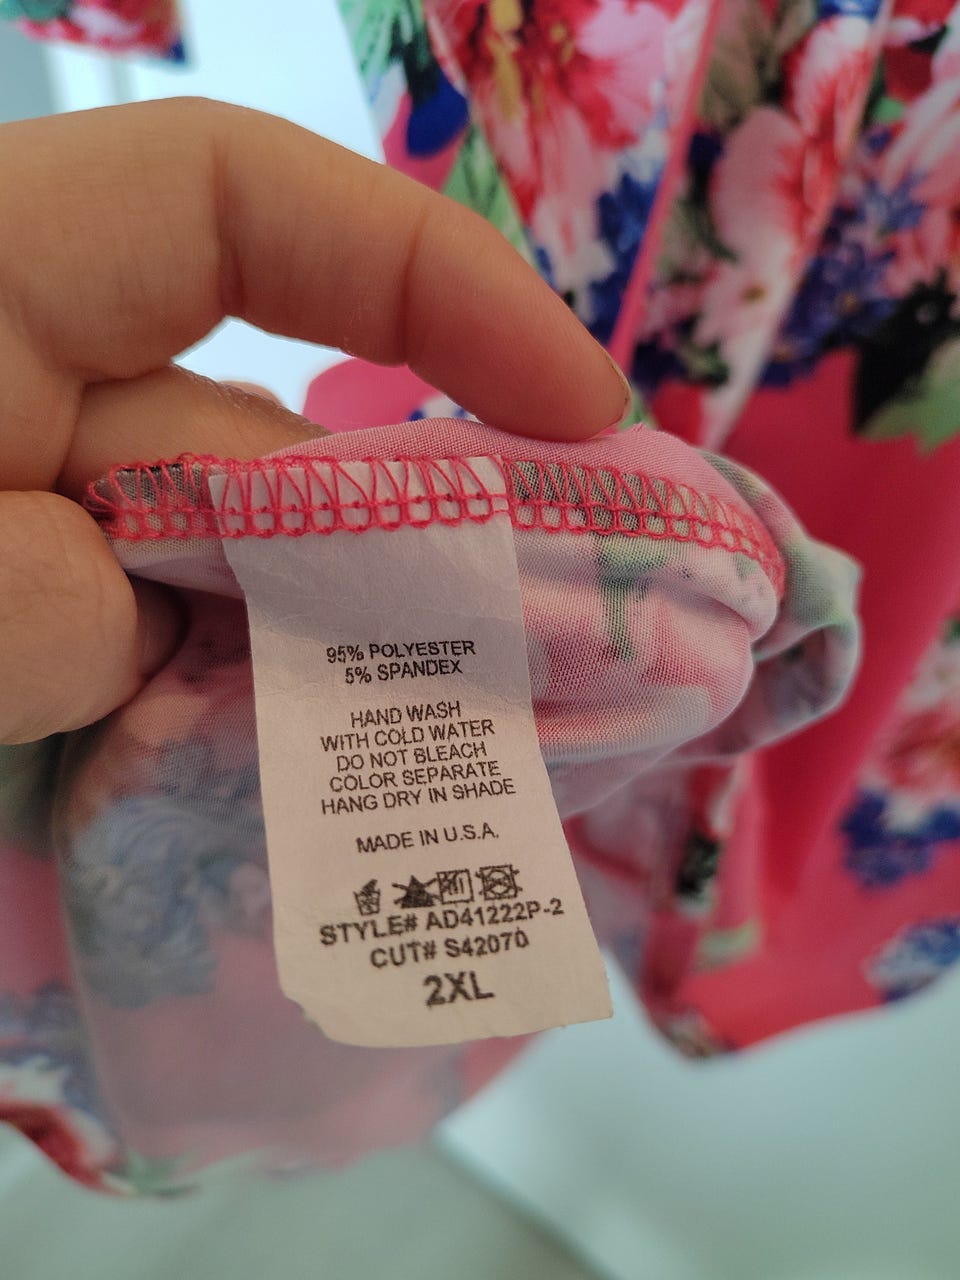 95% POLYESTER
5% SPANDEX
HAND WASH
WITH COLD WATER
DO NOT BLEACH
COLOR SEPARATE
HANG DRY IN SHADE
MADE IN U.S.A.
STYLE# AD41222P-2
CUT# S42070
2XL